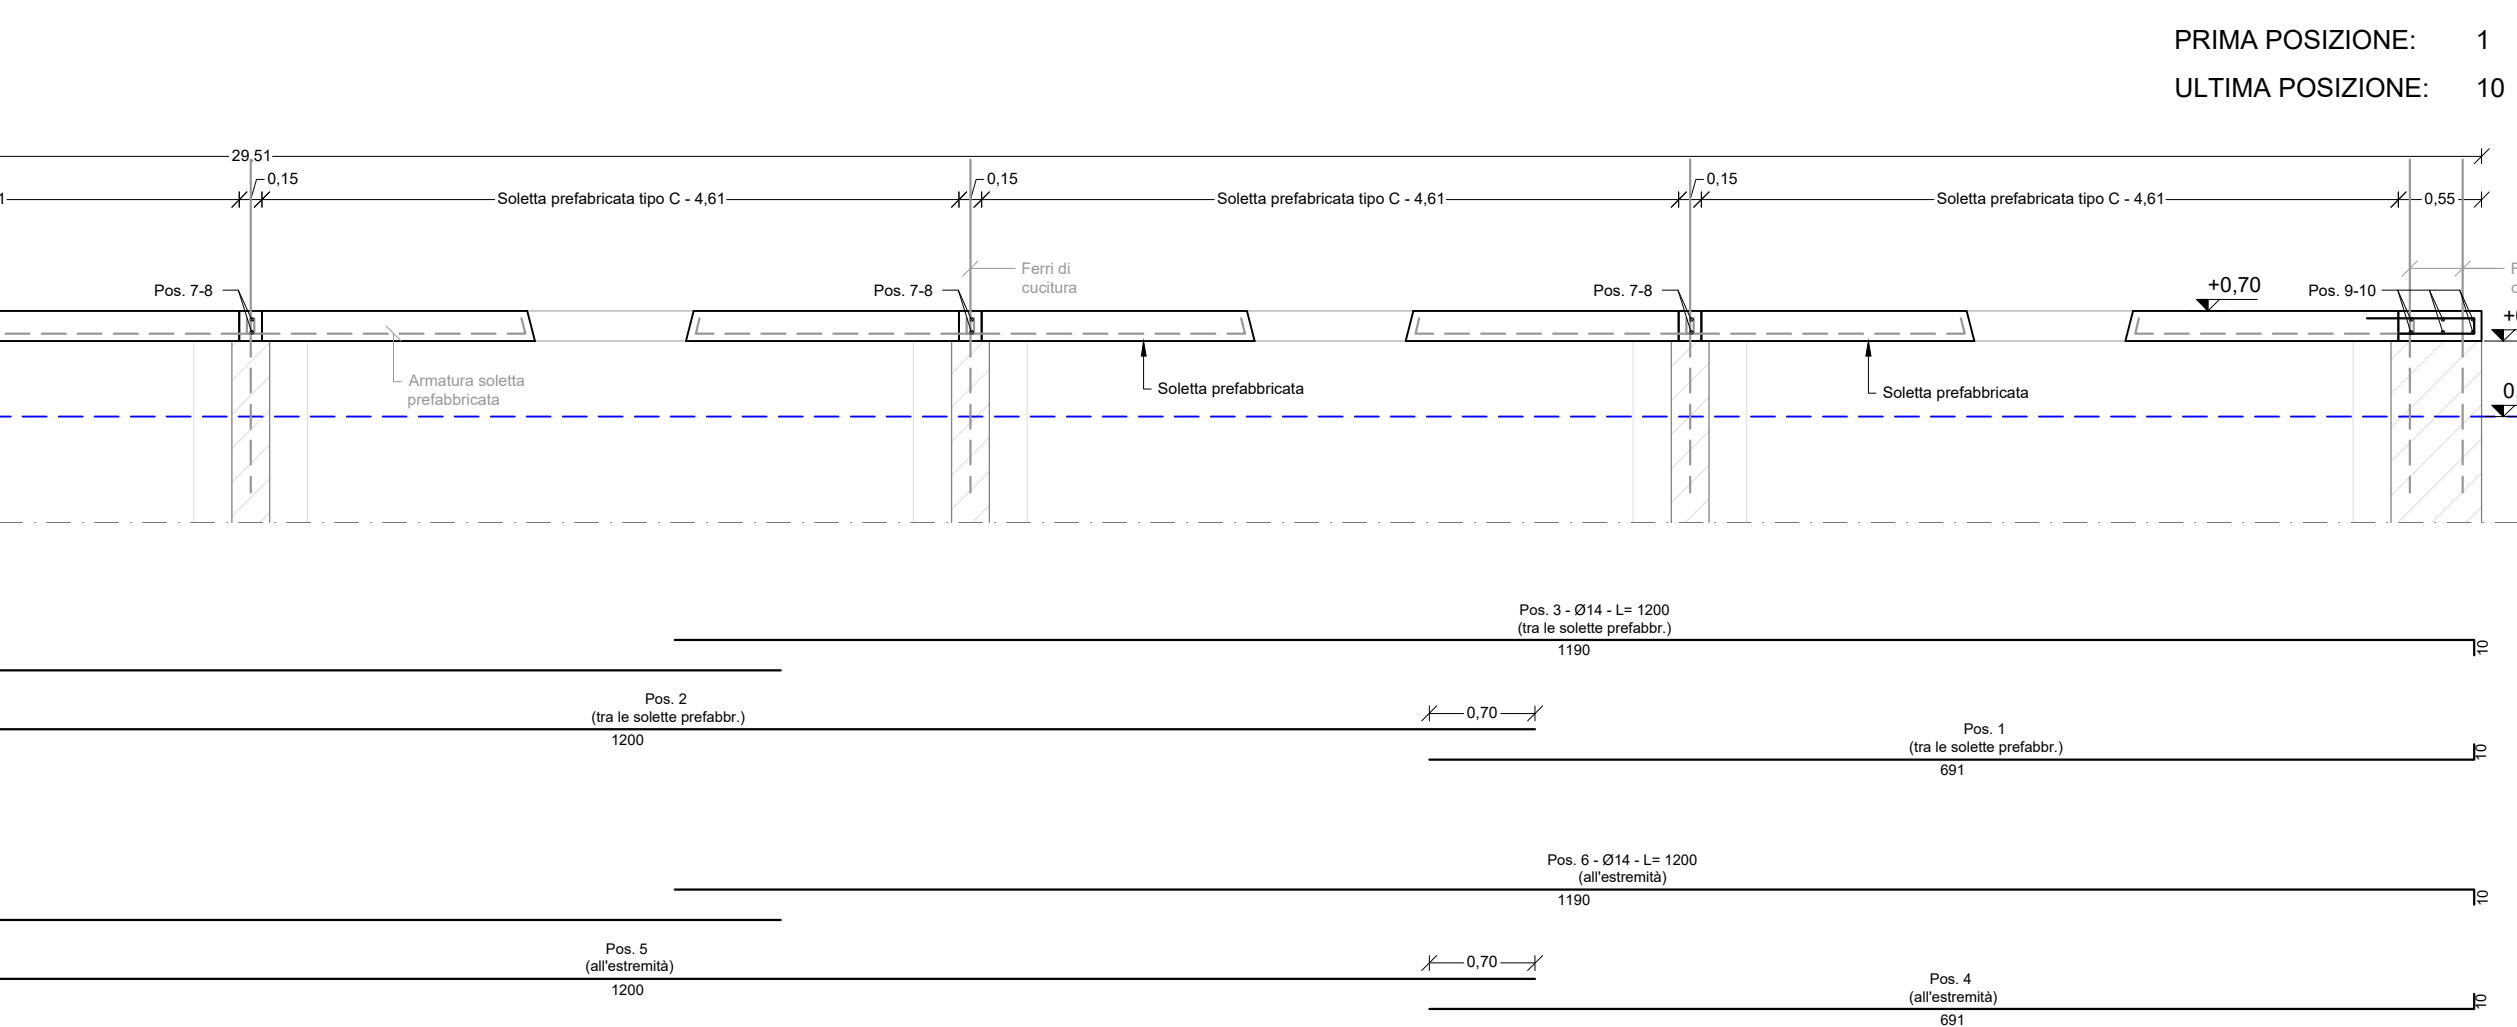 PRIMA POSIZIONE: 1
ULTIMA POSIZIONE: 10
29,51
0,15
0,15
0,15
Soletta prefabricata tipo C - 4,61
Soletta prefabricata tipo C - 4,61
Soletta prefabricata tipo C - 4,61
0,55
Ferri di
cucitura
Pos. 7-8
Pos. 7-8
Pos. 7-8
+0,70
Pos. 9-10
Armatura soletta
prefabbricata
Soletta prefabbricata
Soletta prefabbricata
Pos. 3 - Ø14 - L= 1200
(tra le solette prefabbr.)
1190
10
Pos. 2
(tra le solette prefabbr.)
1200
0,70
Pos. 1
(tra le solette prefabbr.)
691
10
Pos. 6 - Ø14 - L= 1200
(all'estremità)
1190
10
Pos. 5
(all'estremità)
1200
0,70
Pos. 4
(all'estremità)
691
10